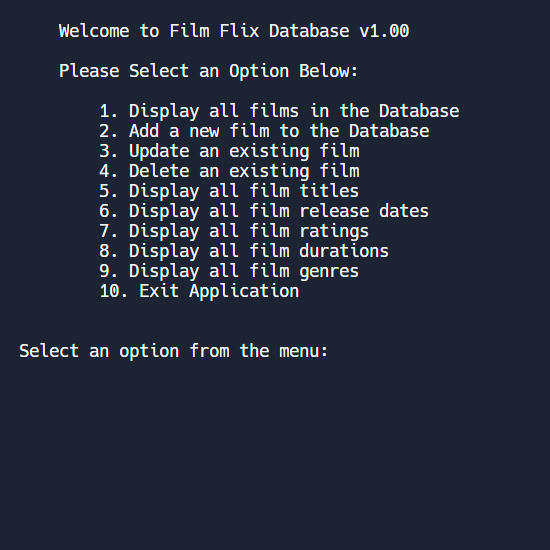 Welcome to Film Flix Database v1.00
Please Select an Option Below:
1. Display all films in the Database
2. Add a new film to the Database
3. Update an existing film
4. Delete an existing film
5. Display all film titles
6. Display all film release dates
7. Display all film ratings
8. Display all film durations
9. Display all film genres
10. Exit Application
Select an option from the menu: